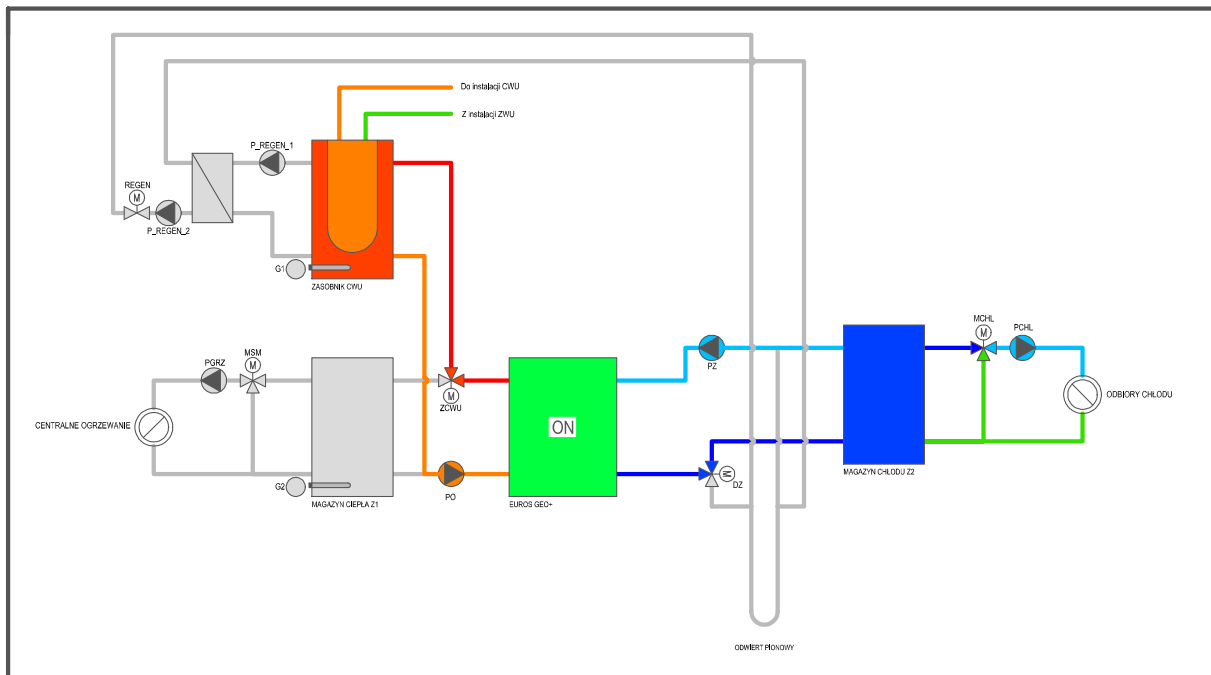 Do instalacji CWU
Z instalacji ZWU
P_REGEN_1
REGEN
M
P_REGEN_2
G1
ZASOBNIK CWU
MCHL
M
PCHL
MSM
M
PGRZ
PZ
M
ZCWU
ODBIORY CHŁODU
CENTRALNE OGRZEWANIE
ON
MAGAZYN CHŁODU Z2
M
DZ
G2
PO
MAGAZYN CIEPŁA Z1
EUROS GEO+
ODWIERT PIONOWY